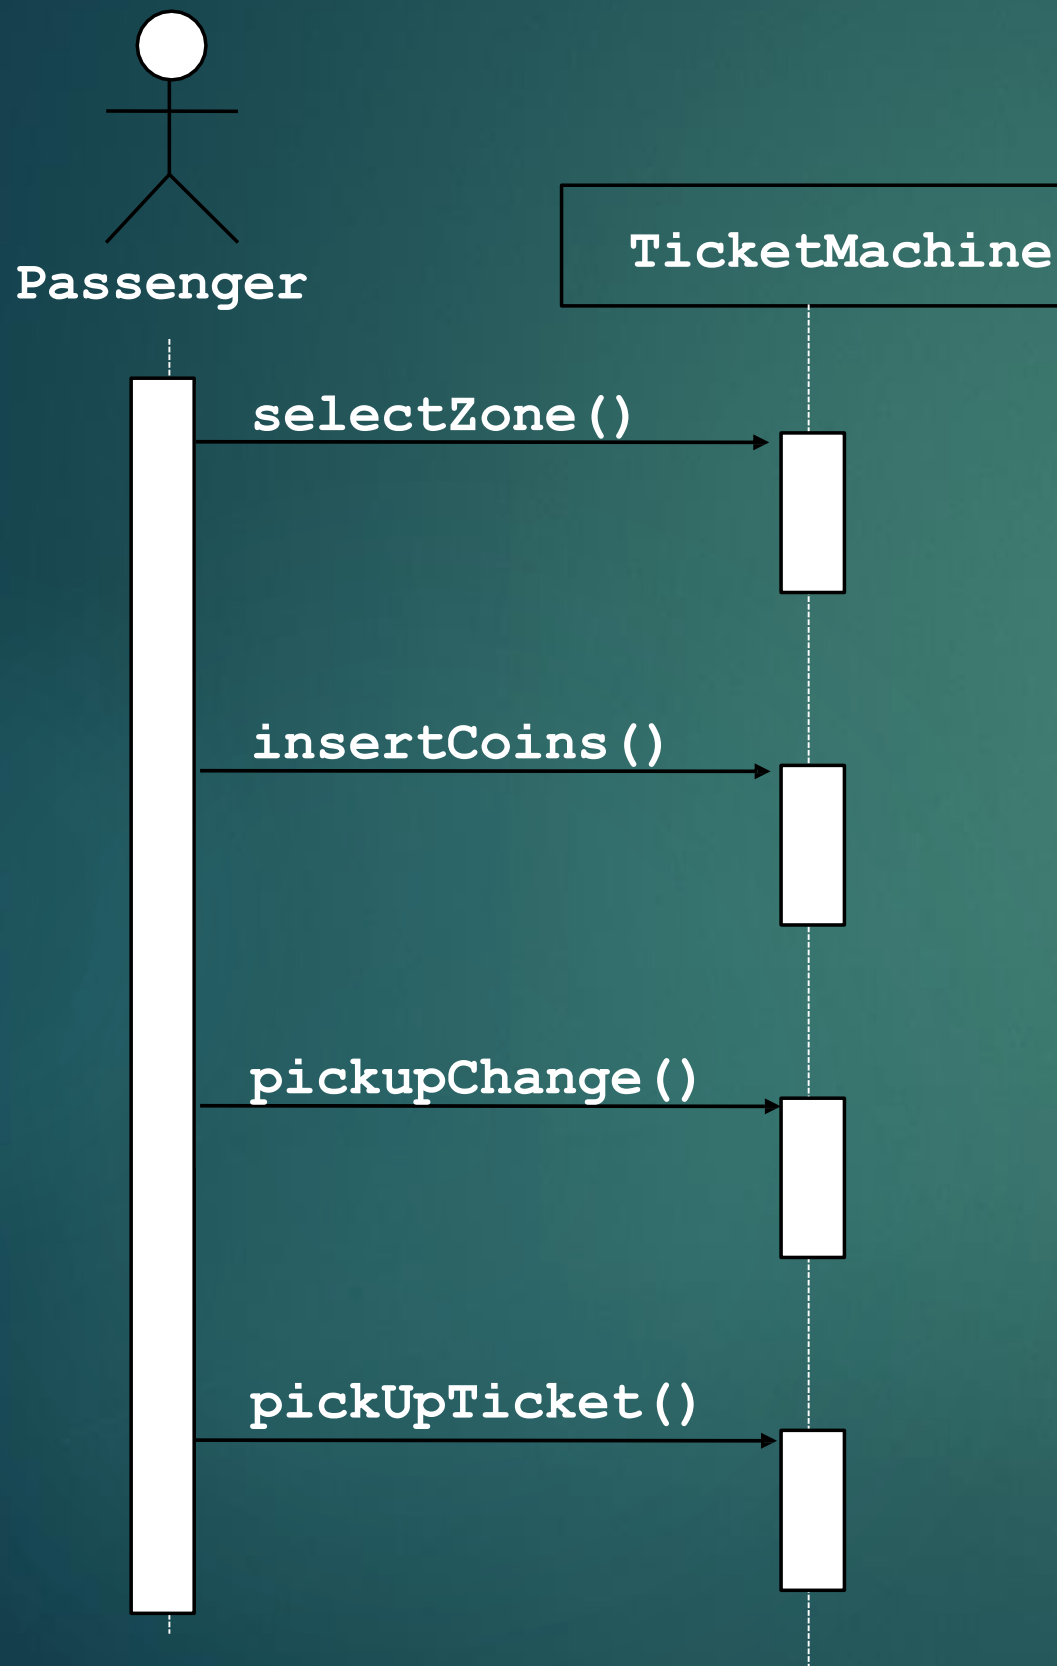 Passenger
TicketMachine
selectZone()
insertCoins()
pickupChange()
pickUpTicket()